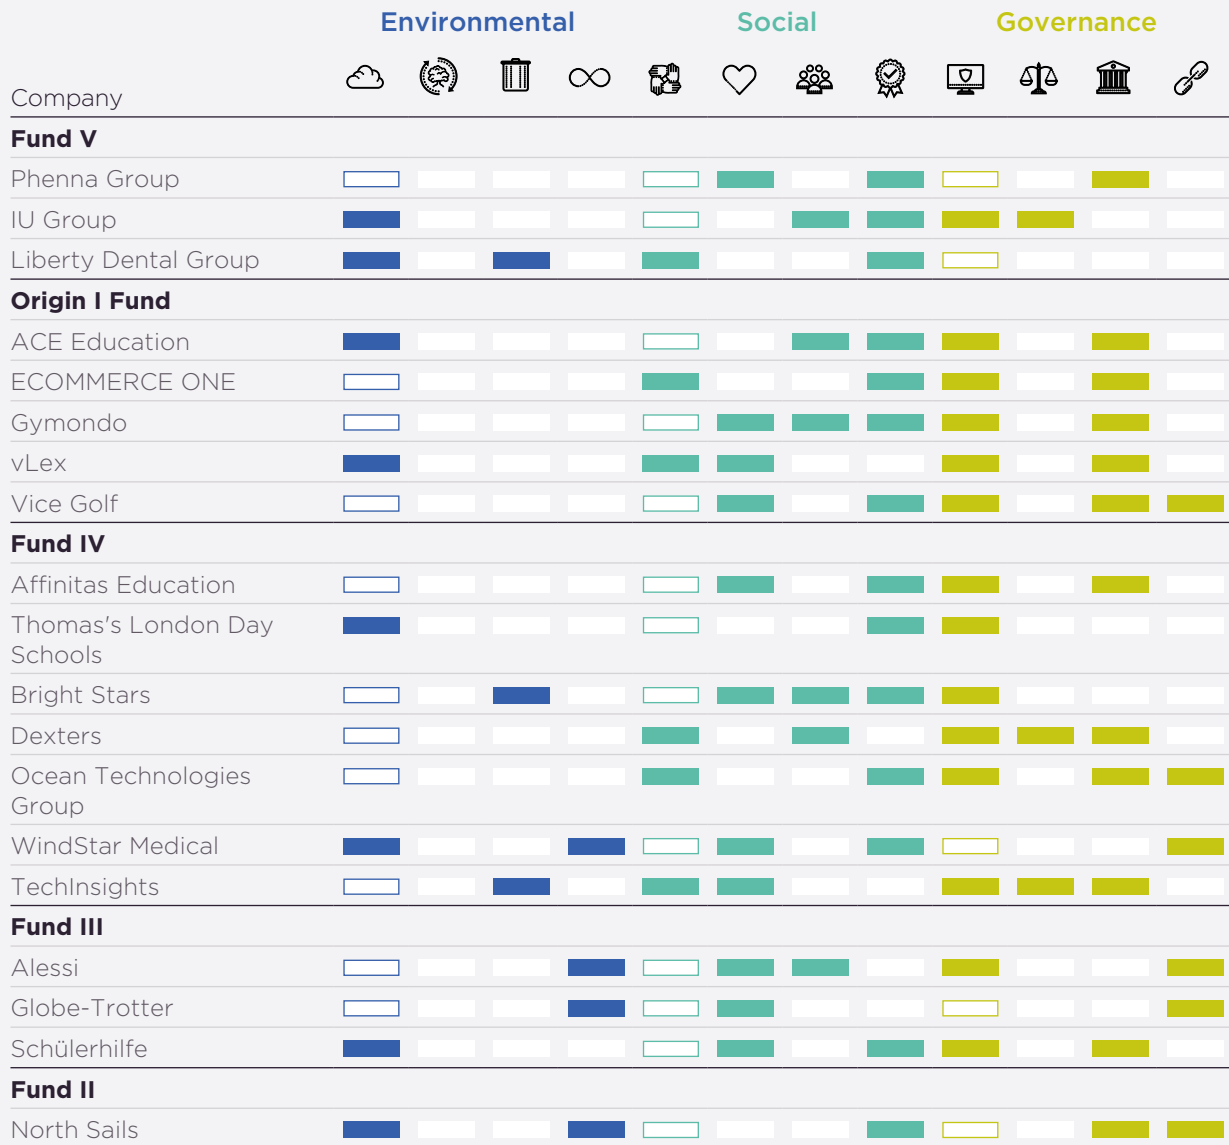 Environmental Social Governance
Company
Fund V
Phenna Group
IU Group
Liberty Dental Group
Origin I Fund
ACE Education
ECOMMERCE ONE
Gymondo
vLex
Vice Golf
Fund IV
Affinitas Education
Thomas's London Day
Schools
Bright Stars
Dexters
Ocean Technologies
Group
WindStar Medical
TechInsights
Fund III
Alessi
Globe-Trotter
Schülerhilfe
Fund II
North Sails